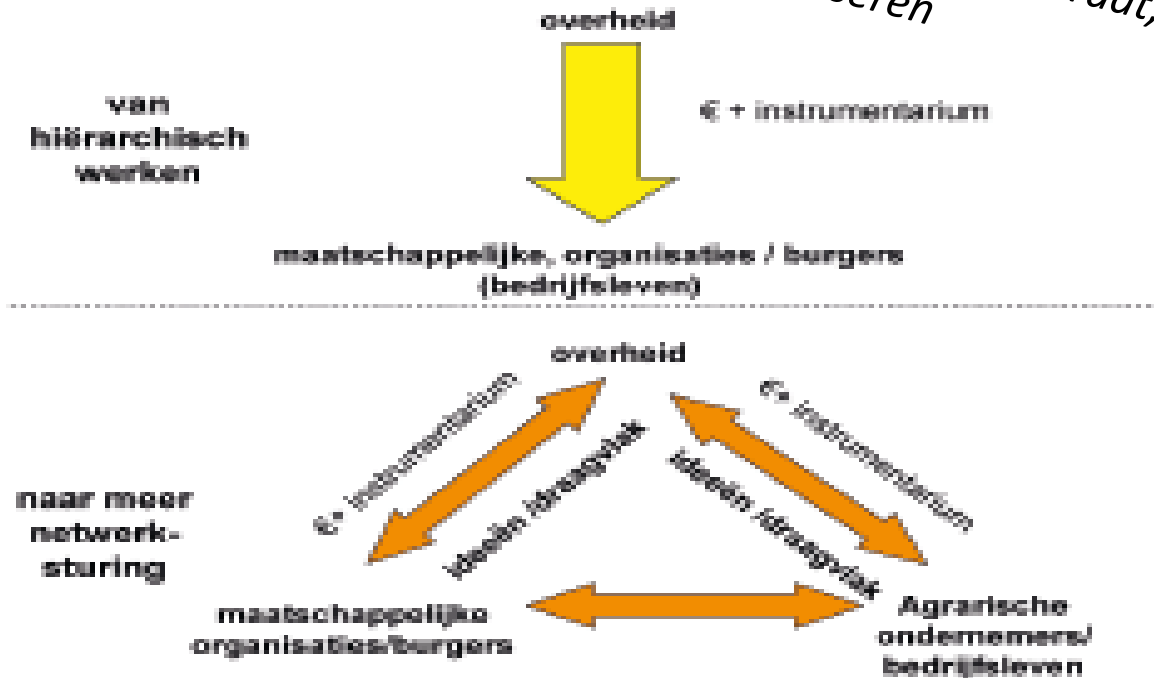 overheid
€ + instrumentarium
van
hiërarchisch
werken
maatschappelijke, organisaties / burgers
(bedrijfsleven)
overheid
€+ instrumentarium
ideeën /draagvlak
€+ instrumentarium
ideeën /draagvlak
naar meer
netwerk-
sturing
maatschappelijke
organisaties/burgers
Agrarische
ondernemers/
bedrijfsleven